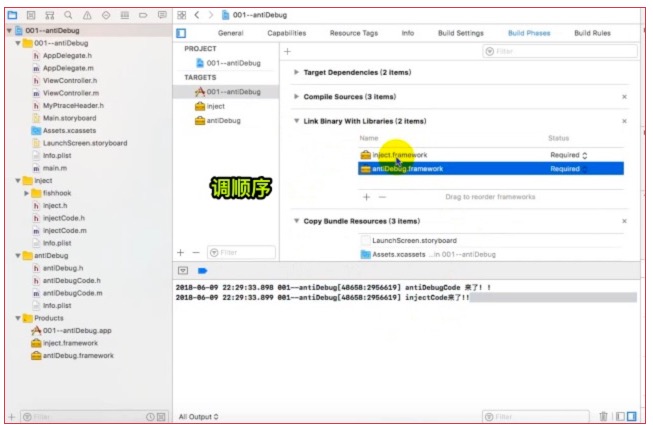 001--antiDebug
001--antiDebug
General Capabilities Resource Tags Info Build Settings Build Phases Build Rules
001--antiDebug
h AppDelegate.h
m AppDelegate.m
h ViewController.h
m ViewController.m
h MyPtraceHeader.h
Main.storyboard
Assets.xcassets
LaunchScreen.storyboard
Info.plist
m main.m
inject
fishhook
h inject.h
h injectCode.h
m injectCode.m
Info.plist
antiDebug
h antiDebug.h
h antiDebugCode.h
m antiDebugCode.m
Info.plist
Products
001--antiDebug.app
inject.framework
antiDebug.framework
Filter
PROJECT
001--antiDebug
TARGETS
001--antiDebug
inject
antiDebug
Filter
Filter
Target Dependencies (2 items)
Compile Sources (3 items)
Link Binary With Libraries (2 items)
Name Status
inject.framework Required
antiDebug.framework Required
Drag to reorder frameworks
Copy Bundle Resources (3 items)
LaunchScreen.storyboard
Assets.xcassets ...in 001--antiDebug
调顺序
2018-06-09 22:29:33.898 001--antiDebug[48658:2956619] antiDebugCode 来了! !
2018-06-09 22:29:33.899 001--antiDebug[48658:2956619] injectCode来了!!
All Output
Filter